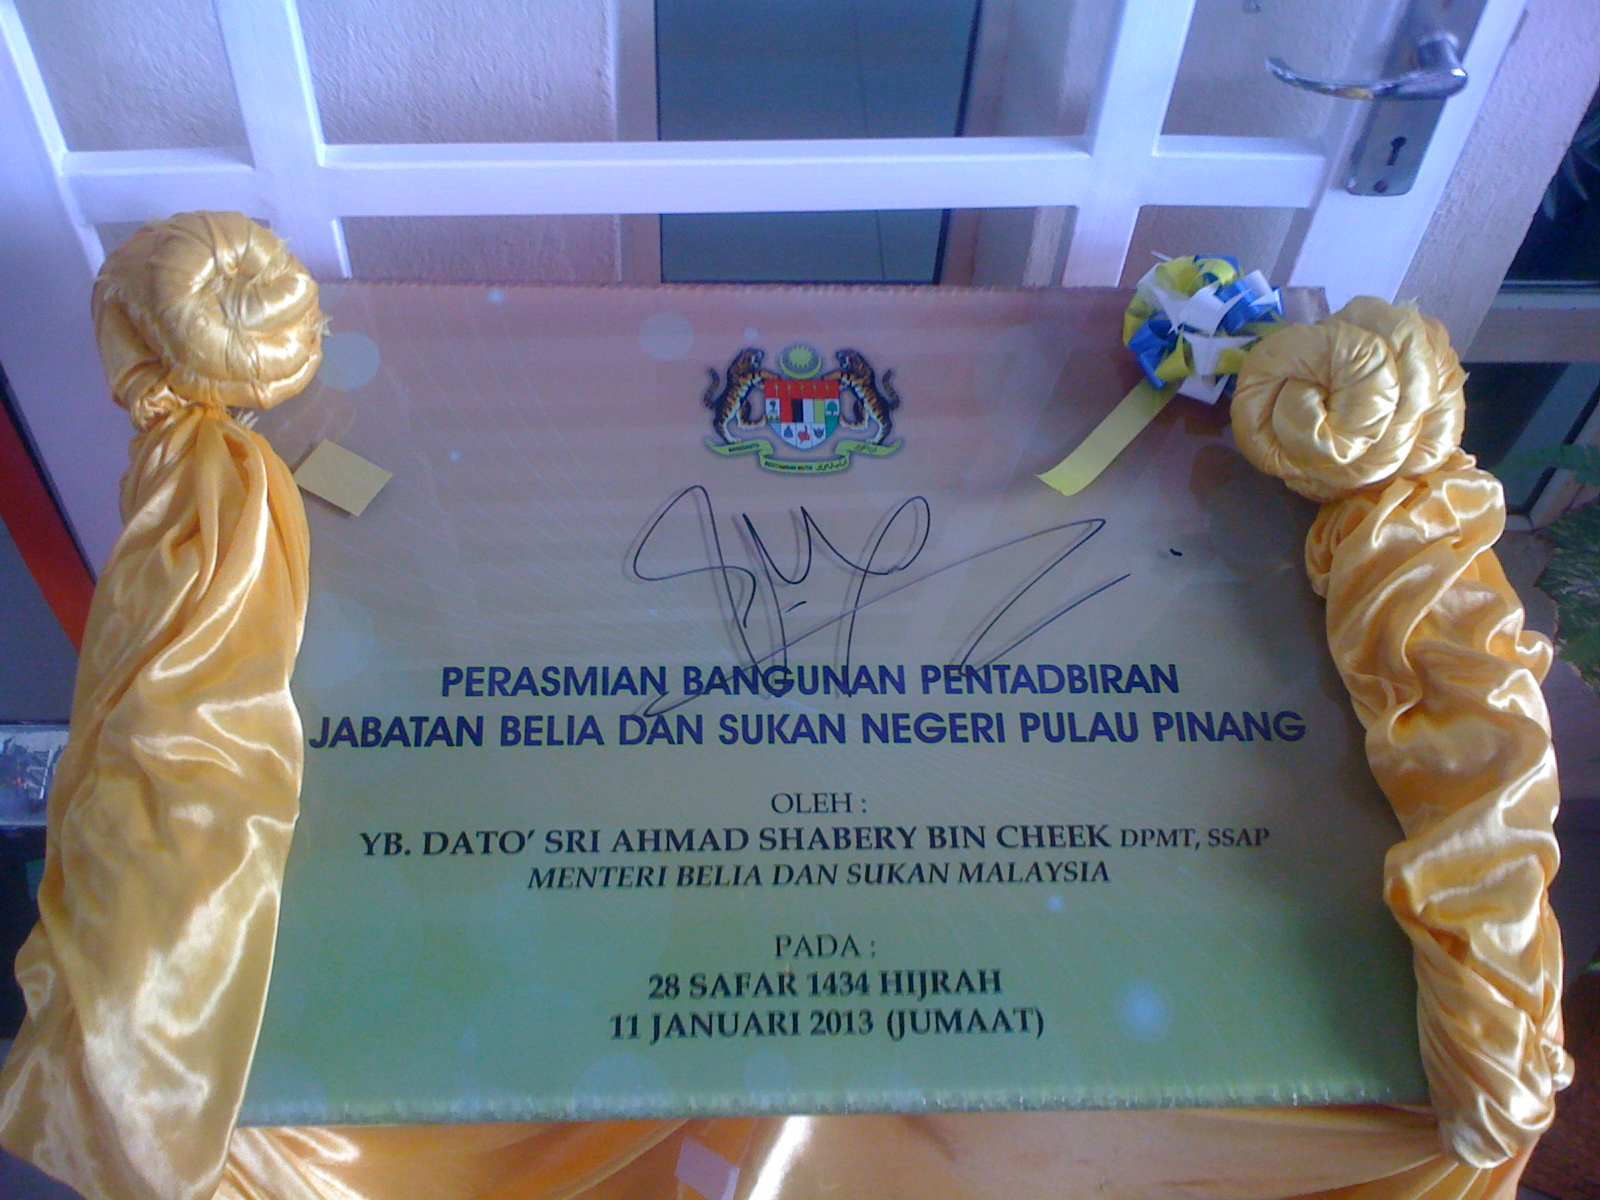 PERASMIAN BANGUNAN PENTADBIRAN
JABATAN BELIA DAN SUKAN NEGERI PULAU PINANG
OLEH :
YB. DATO' SRI AHMAD SHABERY BIN CHEEK DPMT, SSAP
MENTERI BELIA DAN SUKAN MALAYSIA
PADA :
28 SAFAR 1434 HIJRAH
11 JANUARI 2013 (JUMAAT)